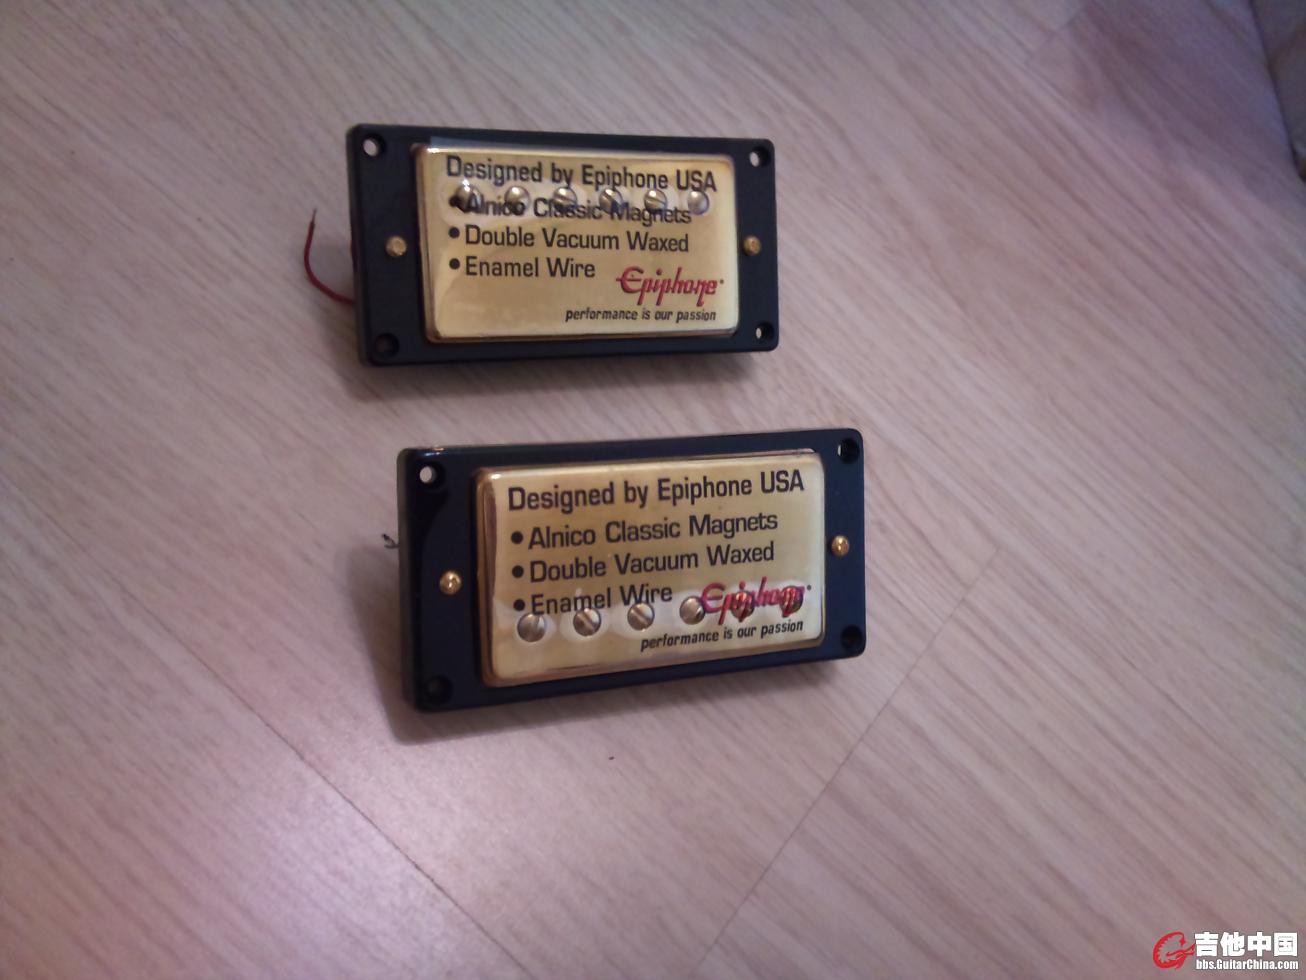 Designed by Epiphone USA
• Alnico Classic Magnets
• Double Vacuum Waxed
• Enamel Wire
Epiphone
performance is our passion
Designed by Epiphone USA
• Alnico Classic Magnets
• Double Vacuum Waxed
• Enamel Wire
Epiphone
performance is our passion
吉他中国
bbs.GuitarChina.com